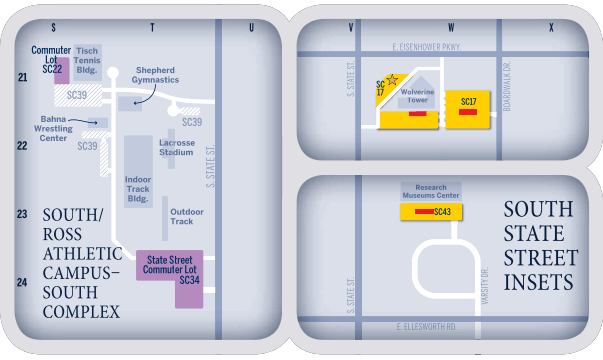 S T U
21
22
23
24
Commuter
Lot
SC22
Tisch
Tennis
Bldg.
Shepherd
Gymnastics
SC39
SC39
Bahna
Wrestling
Center
SC39
Lacrosse
Stadium
Indoor
Track
Bldg.
Outdoor
Track
S. STATE ST.
State Street
Commuter Lot
SC34
SOUTH/
ROSS
ATHLETIC
CAMPUS–
SOUTH
COMPLEX
V W X
E. EISENHOWER PKWY.
S. STATE ST.
BOARDWALK DR.
SC
17
Wolverine
Tower
SC17
Research
Museums Center
SC43
S. STATE ST.
VARSITY DR.
E. ELLESWORTH RD.
SOUTH
STATE
STREET
INSETS